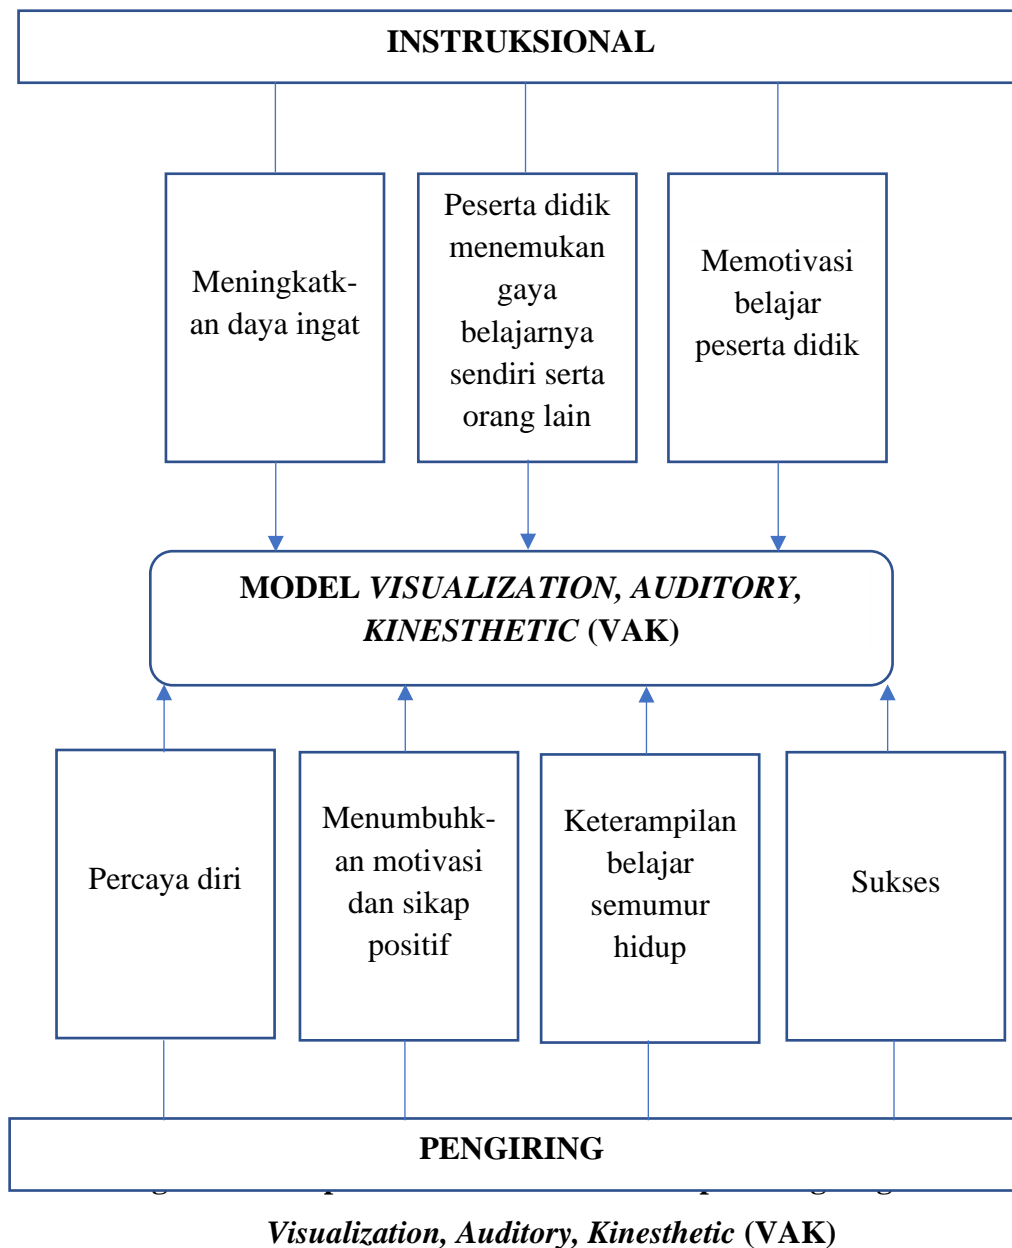 INSTRUKSIONAL
Meningkatk-
an daya ingat
Peserta didik
menemukan
gaya
belajarnya
sendiri serta
orang lain
Memotivasi
belajar
peserta didik
MODEL VISUALIZATION, AUDITORY,
KINESTHETIC (VAK)
Percaya diri
Menumbuhk-
an motivasi
dan sikap
positif
Keterampilan
belajar
semumur
hidup
Sukses
PENGIRING
Visualization, Auditory, Kinesthetic (VAK)